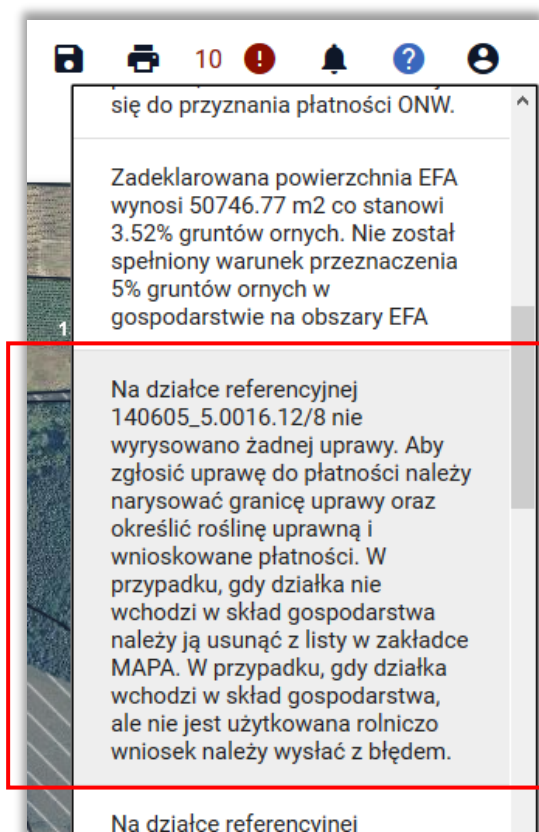 10
się do przyznania płatności ONW.
Zadeklarowana powierzchnia EFA
wynosi 50746.77 m2 co stanowi
3.52% gruntów ornych. Nie został
spełniony warunek przeznaczenia
5% gruntów ornych w
gospodarstwie na obszary EFA
1
Na działce referencyjnej
140605_5.0016.12/8 nie
wyrysowano żadnej uprawy. Aby
zgłosić uprawę do płatności należy
narysować granicę uprawy oraz
określić roślinę uprawną i
wnioskowane płatności. W
przypadku, gdy działka nie
wchodzi w skład gospodarstwa
należy ją usunąć z listy w zakładce
MAPA. W przypadku, gdy działka
wchodzi w skład gospodarstwa,
ale nie jest użytkowana rolniczo
wniosek należy wysłać z błędem.
Na działce referencyjnej